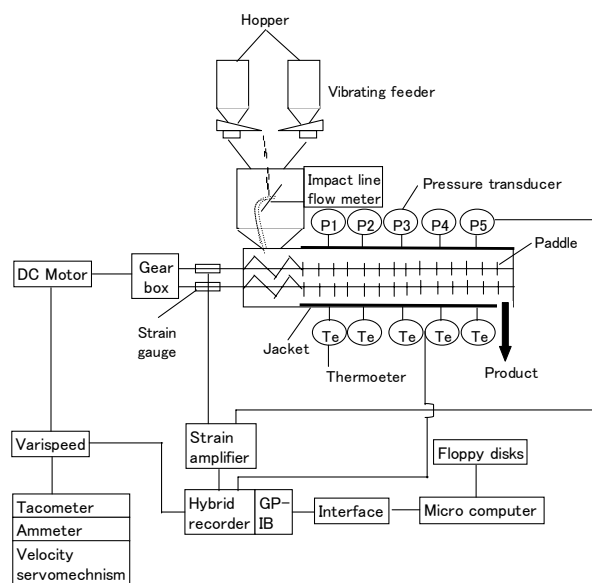 Hopper
Vibrating feeder
Impact line
flow meter
Pressure transducer
P1 P2 P3 P4 P5
Paddle
DC Motor
Gear
box
Strain
gauge
Jacket
Te Te Te Te Te
Thermoeter
Product
Varispeed
Strain
amplifier
Floppy disks
Hybrid
recorder
GP-
IB
Interface
Micro computer
Tacometer
Ammeter
Velocity
servomechnism